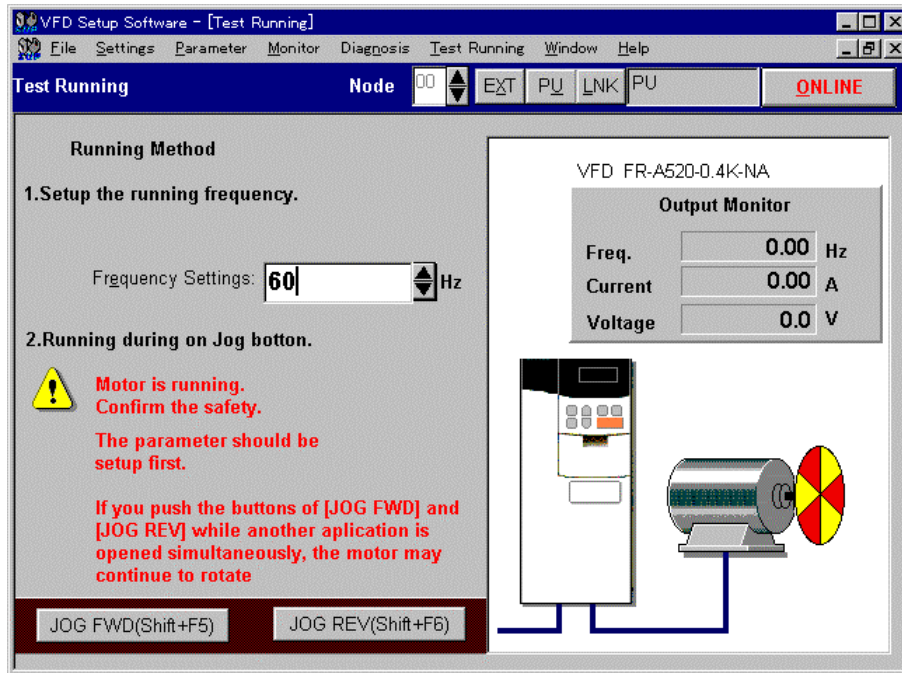 VFD Setup Software - [Test Running]
File Settings Parameter Monitor Diagnosis Test Running Window Help
Test Running Node 00 EXT PU LNK PU ONLINE
Running Method
1.Setup the running frequency.
Frequency Settings: 60 Hz
2.Running during on Jog botton.
Motor is running.
Confirm the safety.
The parameter should be
setup first.
If you push the buttons of [JOG FWD] and
[JOG REV] while another aplication is
opened simultaneously, the motor may
continue to rotate
JOG FWD(Shift+F5) JOG REV(Shift+F6)
VFD FR-A520-0.4K-NA
Output Monitor
Freq. 0.00 Hz
Current 0.00 A
Voltage 0.0 V